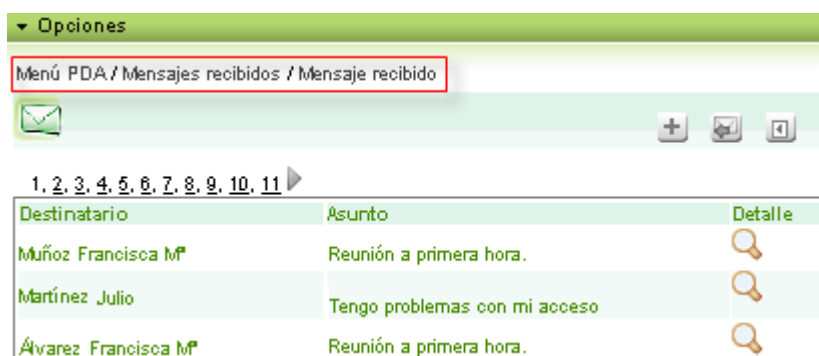 Opciones
Menú PDA / Mensajes recibidos / Mensaje recibido
1, 2, 3, 4, 5, 6, 7, 8, 9, 10, 11
Destinatario Asunto Detalle
Muñoz Francisca Mª Reunión a primera hora.
Martínez Julio Tengo problemas con mi acceso
Álvarez Francisca Mª Reunión a primera hora.